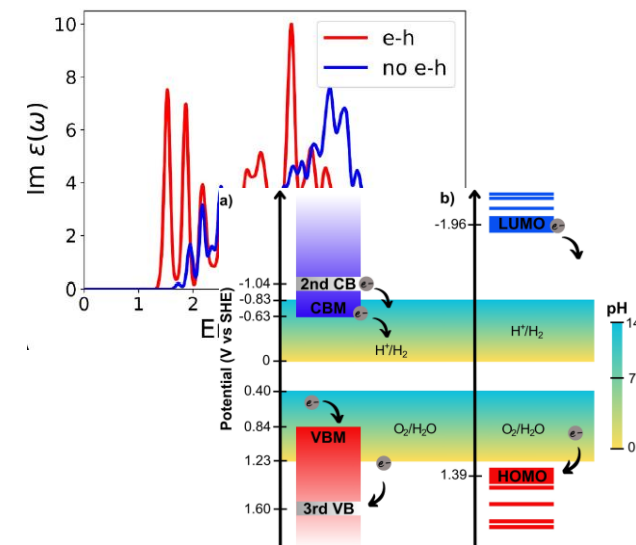 10
8
6
4
2
0
Im ε(ω)
e-h
no e-h
0
1
2
E
a)
b)
Potential (V vs SHE)
-1.04
-0.83
-0.63
0
0.40
0.84
1.23
1.60
2nd CB
e-
CBM
e-
H+/H2
e-
VBM
O2/H2O
e-
3rd VB
-1.96
LUMO
e-
H+/H2
O2/H2O
e-
1.39
HOMO
pH
14
7
0